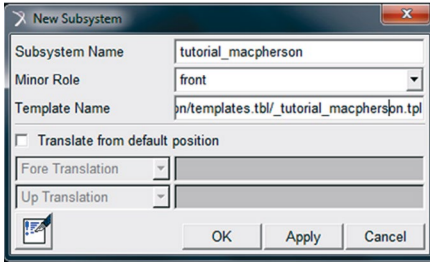 New Subsystem
Subsystem Name tutorial_macpherson
Minor Role front
Template Name on/templates.tbl/_tutorial_macpherson.tpl
Translate from default position
Fore Translation
Up Translation
OK Apply Cancel